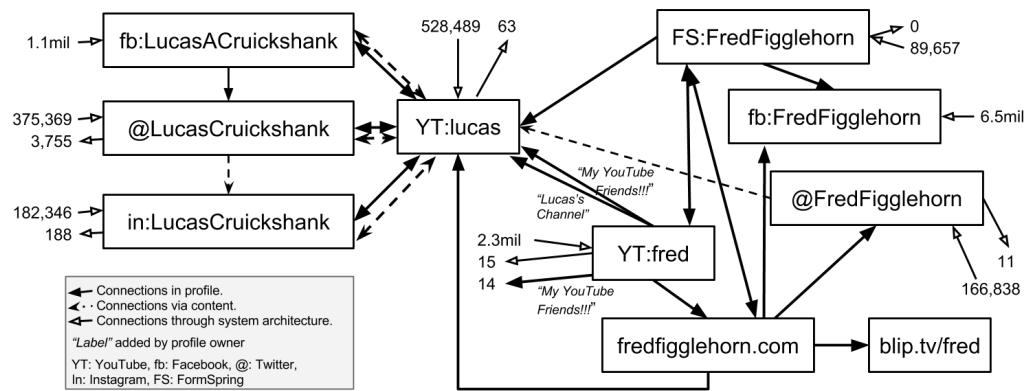 1.1mil
fb:LucasACruickshank
528,489
63
FS:FredFigglehorn
0
89,657
375,369
3,755
@LucasCruickshank
YT:lucas
fb:FredFigglehorn
6.5mil
"My YouTube
Friends!!!"
"Lucas's
Channel"
@FredFigglehorn
182,346
188
in:LucasCruickshank
2.3mil
15
14
YT:fred
11
166,838
"My YouTube
Friends!!!"
Connections in profile.
Connections via content.
Connections through system architecture.
"Label" added by profile owner
YT: YouTube, fb: Facebook, @: Twitter,
In: Instagram, FS: FormSpring
fredfigglehorn.com
blip.tv/fred